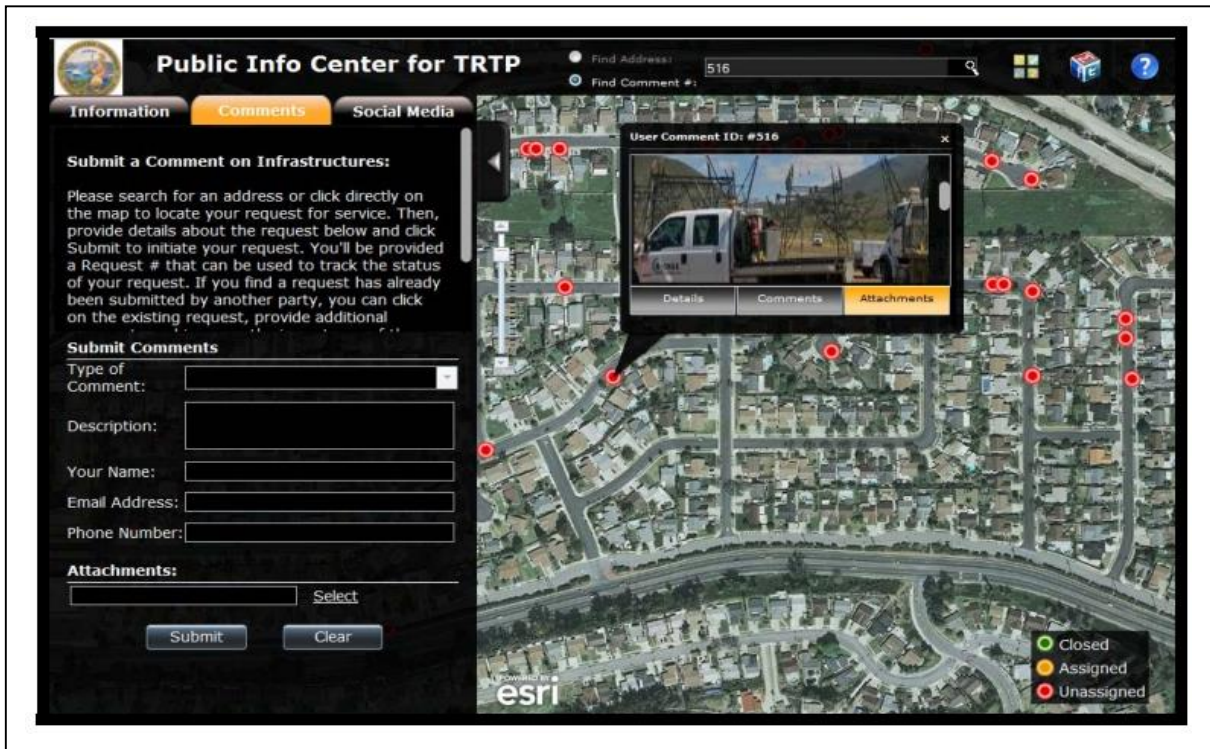 Public Info Center for TRTP
Find Address:
Find Comment #:
516
Information
Comments
Social Media
Submit a Comment on Infrastructures:
Please search for an address or click directly on
the map to locate your request for service. Then,
provide details about the request below and click
Submit to initiate your request. You'll be provided
a Request # that can be used to track the status
of your request. If you find a request has already
been submitted by another party, you can click
on the existing request, provide additional
Submit Comments
Type of
Comment:
Description:
Your Name:
Email Address:
Phone Number:
Attachments:
Select
Submit
Clear
User Comment ID: #516
×
Details
Comments
Attachments
Closed
Assigned
Unassigned
POWERED BY
esri